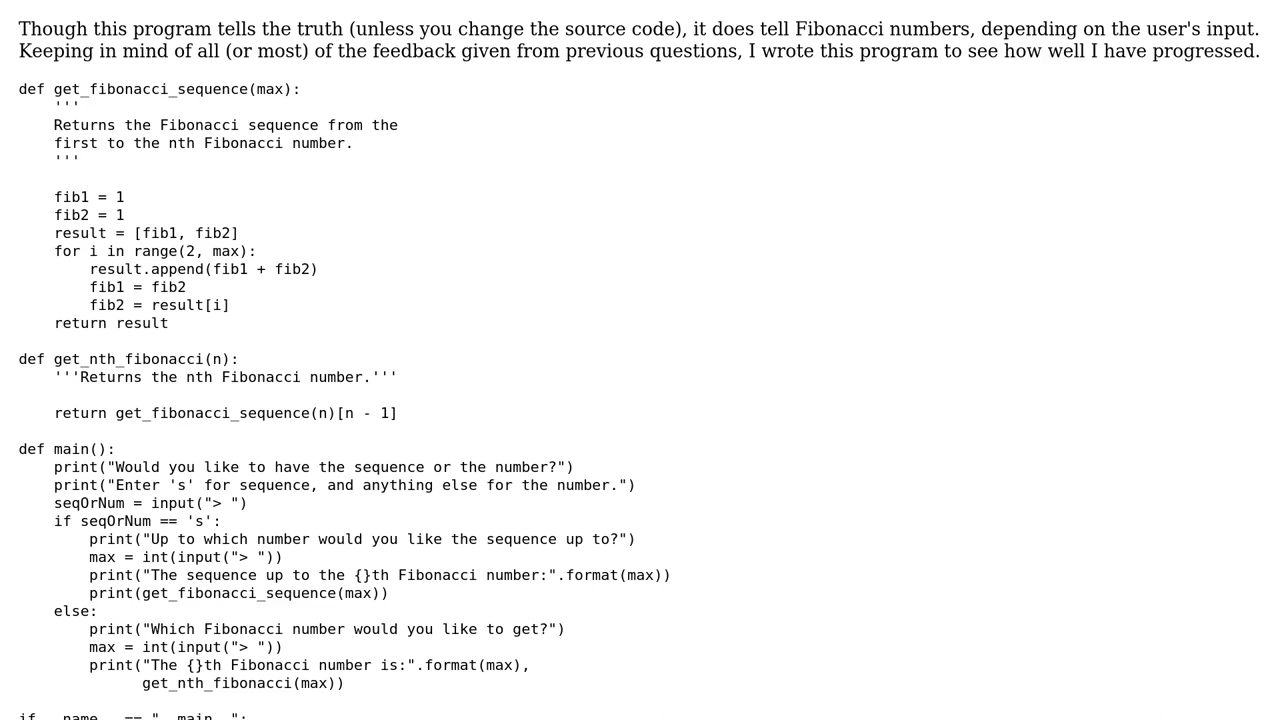 Though this program tells the truth (unless you change the source code), it does tell Fibonacci numbers, depending on the user's input.
Keeping in mind of all (or most) of the feedback given from previous questions, I wrote this program to see how well I have progressed.
def get_fibonacci_sequence(max):
    '''
    Returns the Fibonacci sequence from the
    first to the nth Fibonacci number.
    '''
    fib1 = 1
    fib2 = 1
    result = [fib1, fib2]
    for i in range(2, max):
        result.append(fib1 + fib2)
        fib1 = fib2
        fib2 = result[i]
    return result
def get_nth_fibonacci(n):
    '''Returns the nth Fibonacci number.'''
    return get_fibonacci_sequence(n)[n - 1]
def main():
    print("Would you like to have the sequence or the number?")
    print("Enter 's' for sequence, and anything else for the number.")
    seqOrNum = input("> ")
    if seqOrNum == 's':
        print("Up to which number would you like the sequence up to?")
        max = int(input("> "))
        print("The sequence up to the {}th Fibonacci number:".format(max))
        print(get_fibonacci_sequence(max))
    else:
        print("Which Fibonacci number would you like to get?")
        max = int(input("> "))
        print("The {}th Fibonacci number is:".format(max),
              get_nth_fibonacci(max))
if __name__ == "__main__":